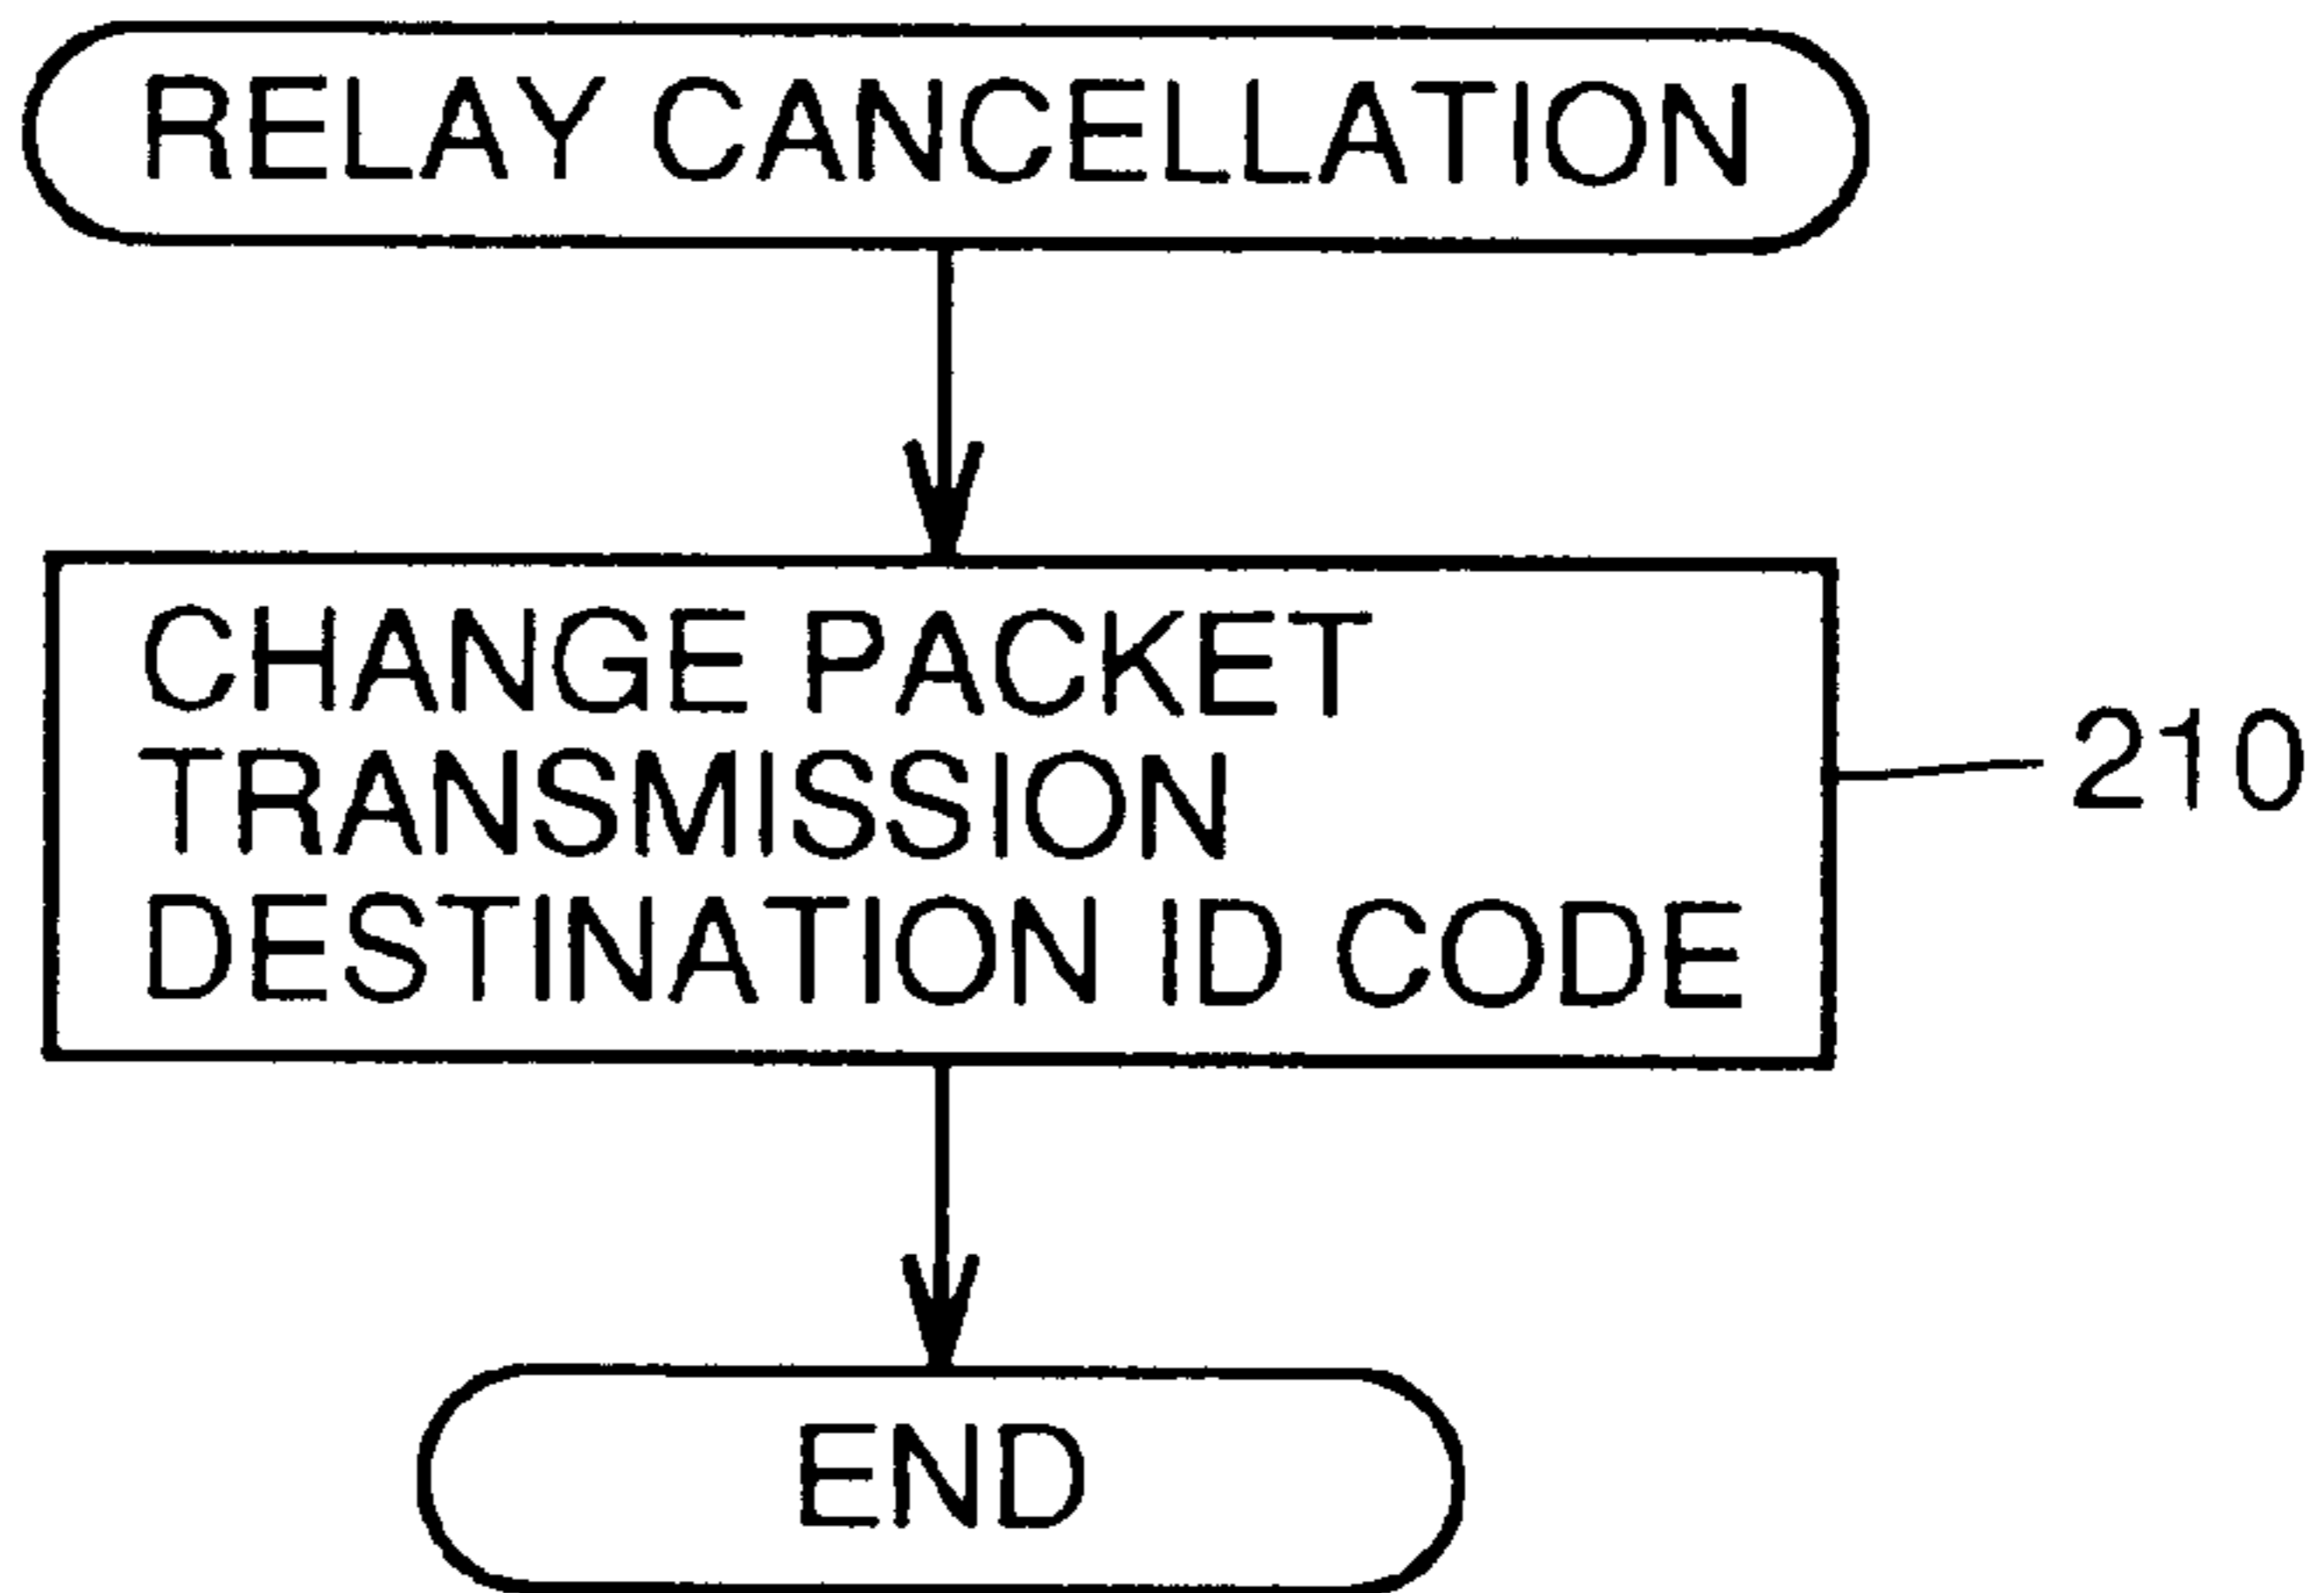 RELAY CANCELLATION
CHANGE PACKET
TRANSMISSION
DESTINATION ID CODE
210
END